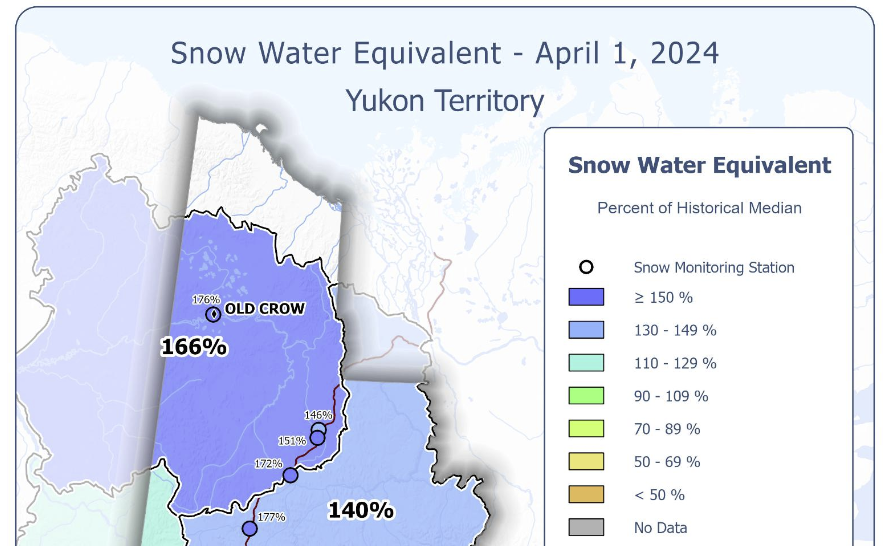 Snow Water Equivalent - April 1, 2024
Yukon Territory
Snow Water Equivalent
Percent of Historical Median
Snow Monitoring Station
≥ 150 %
130 - 149 %
110 - 129 %
90 - 109 %
70 - 89 %
50 - 69 %
< 50 %
No Data
176%
OLD CROW
166%
146%
151%
172%
140%
177%